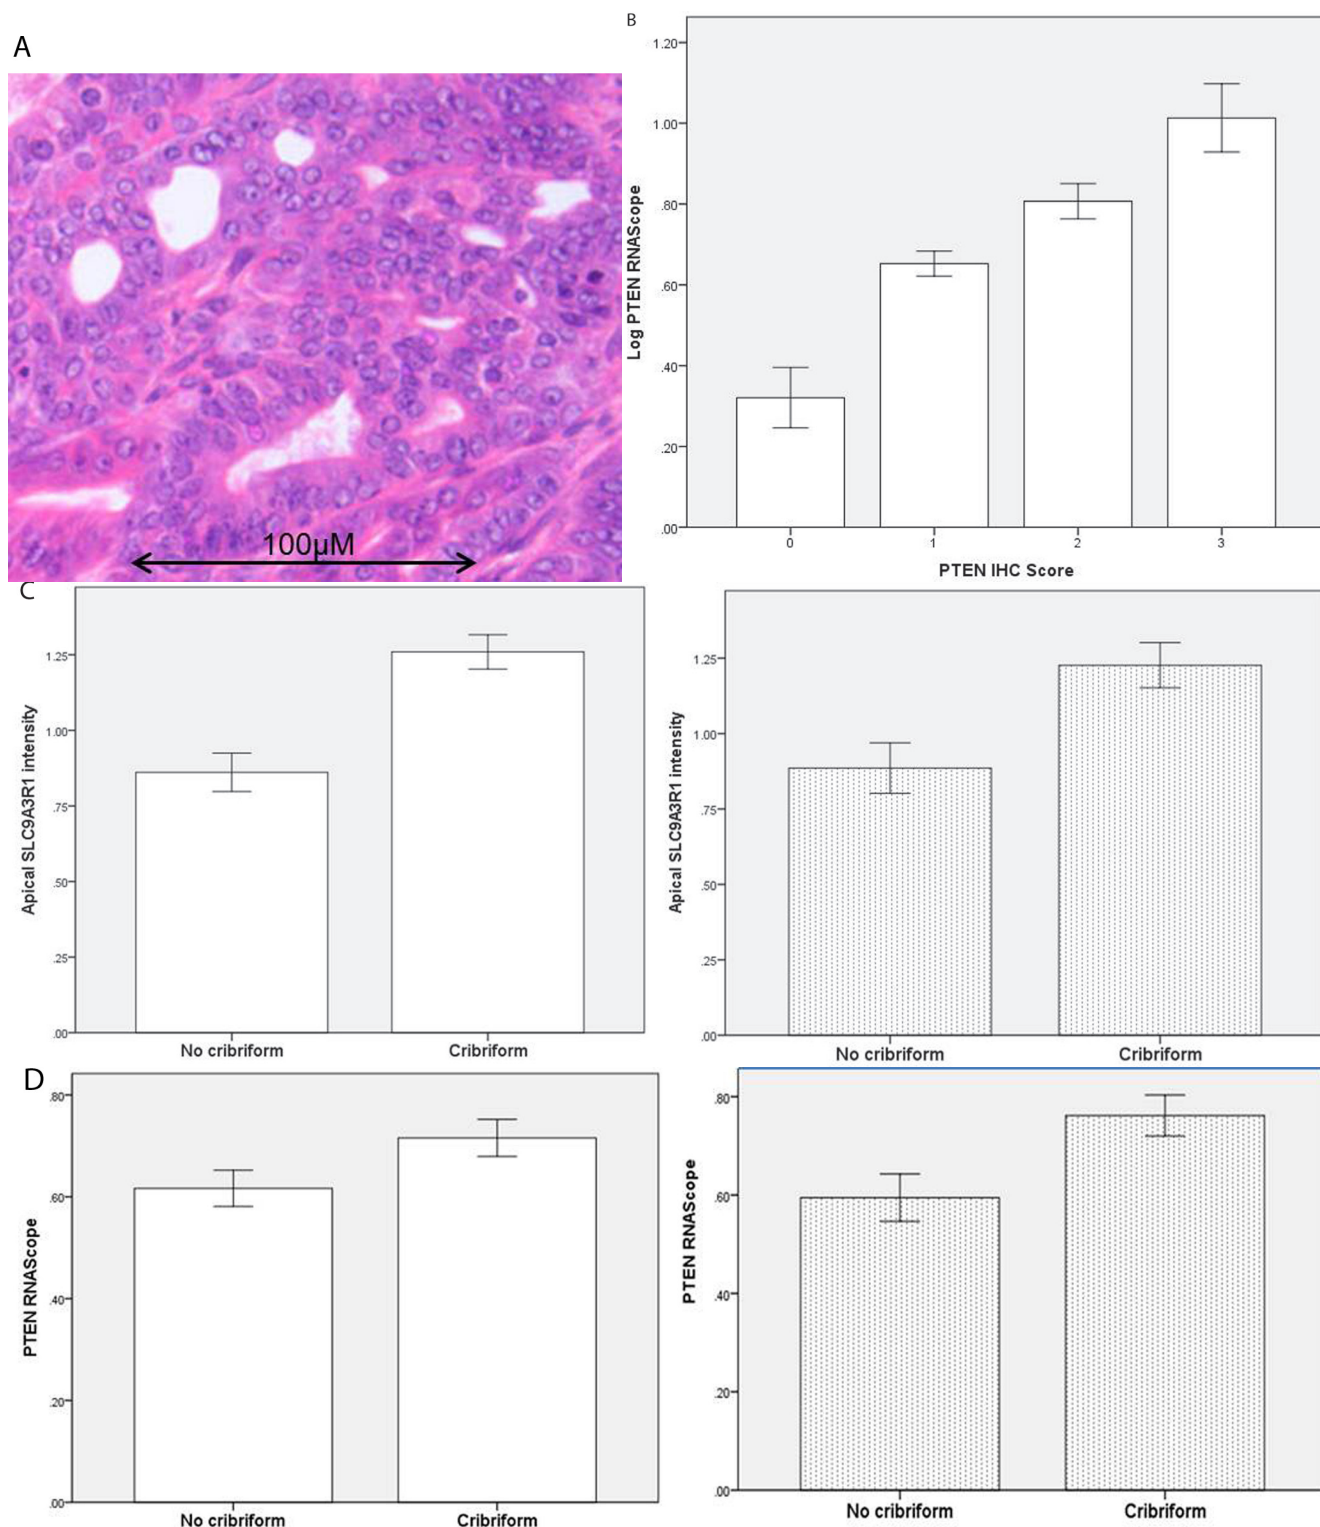 A
100µM
B
1.20
1.00
.80
.60
.40
.20
.00
Log PTEN RNAScope
0 1 2 3
PTEN IHC Score
C
1.25
1.00
.75
.50
.25
.00
Apical SLC9A3R1 intensity
No cribriform Cribriform
1.25
1.00
.75
.50
.25
.00
Apical SLC9A3R1 intensity
No cribriform Cribriform
D
.80
.60
.40
.20
.00
PTEN RNAScope
No cribriform Cribriform
.80
.60
.40
.20
.00
PTEN RNAScope
No cribriform Cribriform